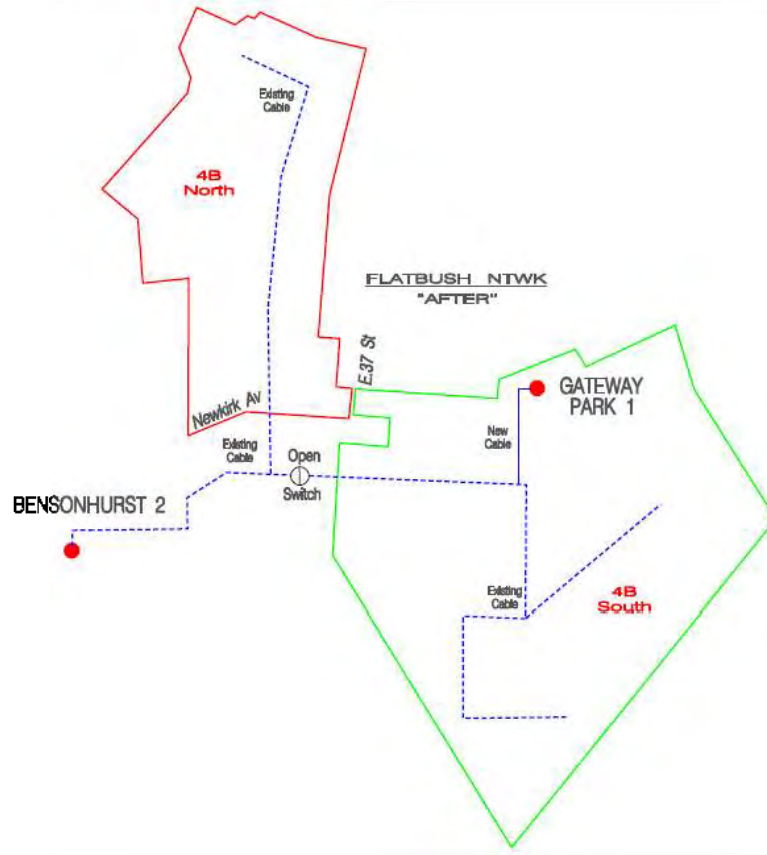 Existing
Cable
4B
North
FLATBUSH NTWK
"AFTER"
E.37 St
Newkirk Av
GATEWAY
PARK 1
New
Cable
Existing
Cable
Open
Switch
BENSONHURST 2
Existing
Cable
4B
South